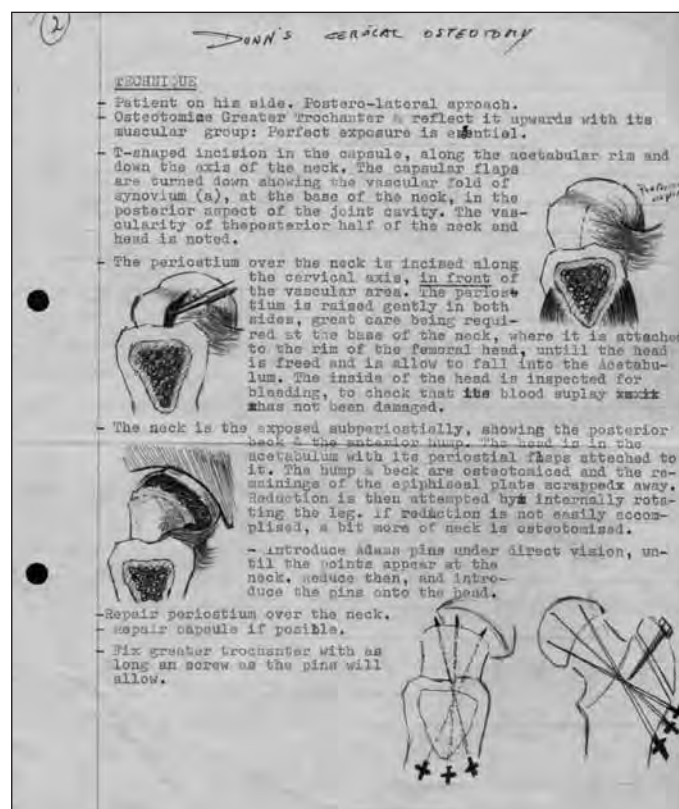 2
DUNN'S CERVICAL OSTEOTOMY
TECHNIQUE
- Patient on him side. Postero-lateral aproach.
- Osteotomise Greater Trochanter & reflect it upwards with its
muscular group: Perfect exposure is esentiel.
- T-shaped incision in the capsule, along the acetabular rim and
down the axis of the neck. The capsular flaps
are turned down showing the vascular fold of
synovium (a), at the base of the neck, in the
posterior aspect of the joint cavity. The vas-
cularity of theposterior half of the neck and
head is noted.
- The periostium over the neck is incised along
the cervical axis, in front of
the vascular area. The perios-
tium is raised gently in both
sides, great care being requi-
red at the base of the neck, where it is attache
to the rim of the femoral head, untill the head
is freed and is allow to fall into the Acetabu-
lum. The inside of the head is inspected for
bleeding, to check that its blood suplay
has not been damaged.
- The neck is the exposed subperiostially, showing the posterior
beck & the anterior hump. The head is in the
acetabulum with its periostial flaps atteched to
it. The hump & beck are osteotomiced and the re-
mainings of the epiphiseal plate scrappedx away.
Reduction is then attempted by internally rota-
ting the leg. If reduction is not easily accom-
plised, a bit more of neck is osteotomised.
- introduce Adams pins under direct vision, un-
til the points appear at the
neck. Reduce then, and intro-
duce the pins onto the head.
-Repair periostium over the neck.
- Repair capsule if posible.
- Fix greater trochanter with as
long an screw as the pins will
allow.